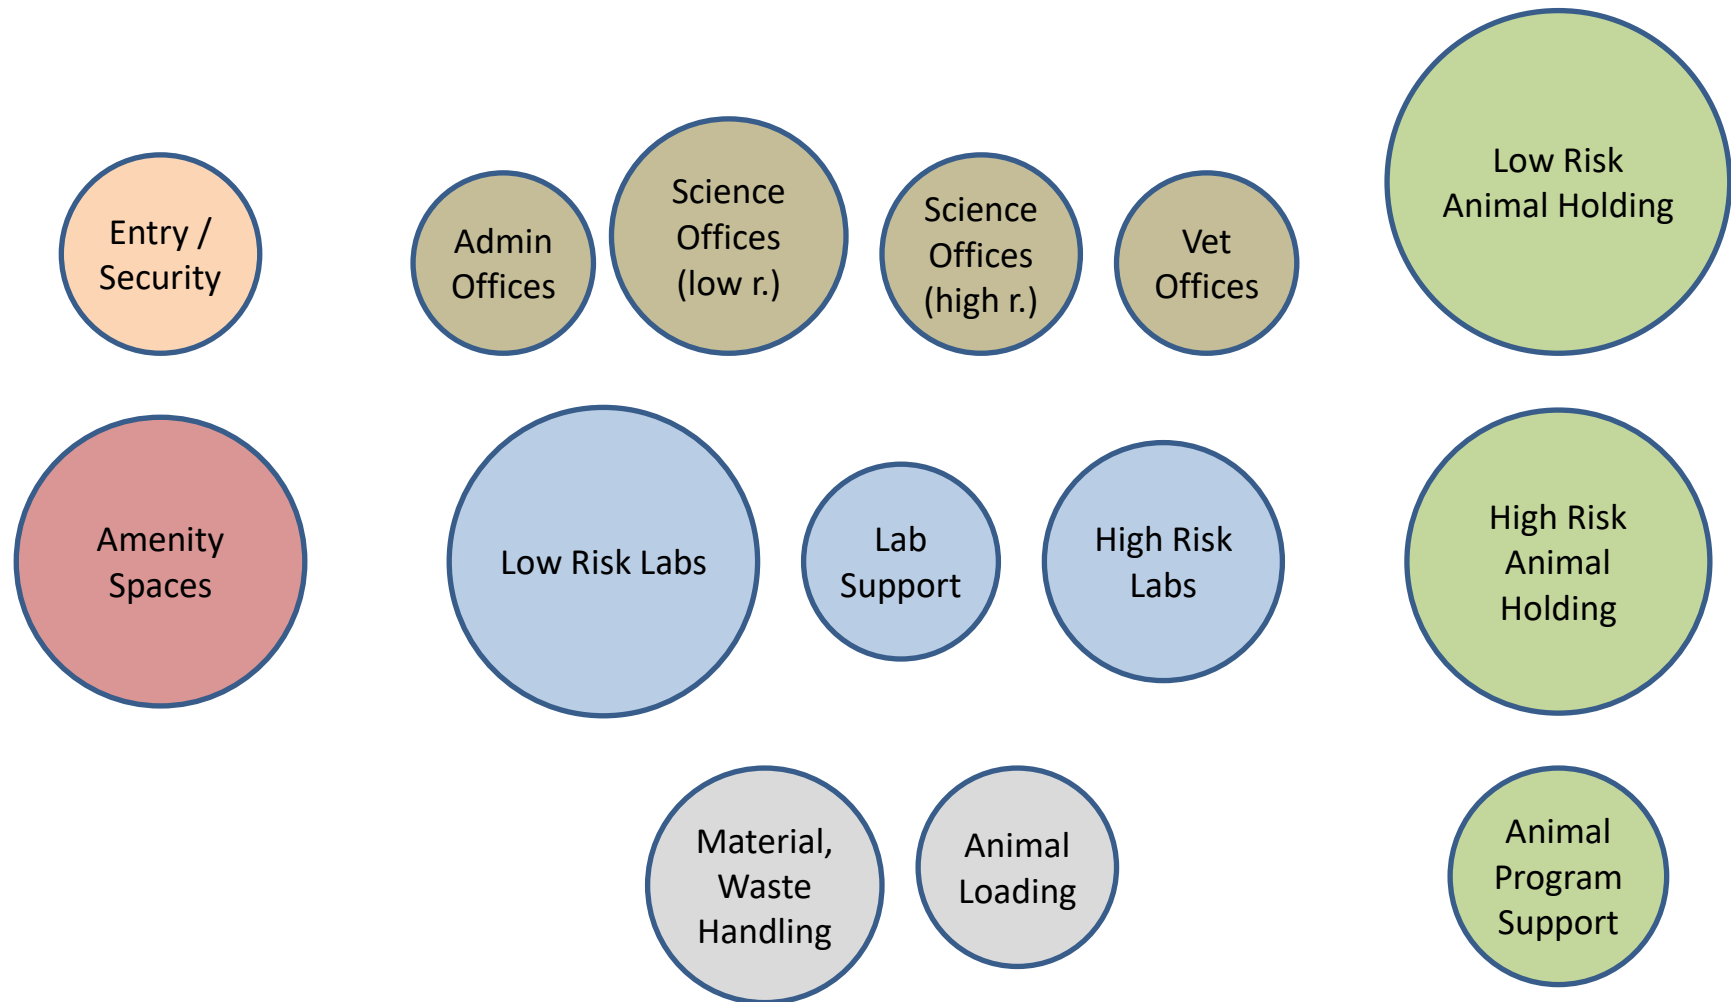 Entry /
Security
Admin
Offices
Science
Offices
(low r.)
Science
Offices
(high r.)
Vet
Offices
Low Risk
Animal Holding
Amenity
Spaces
Low Risk Labs
Lab
Support
High Risk
Labs
High Risk
Animal
Holding
Material,
Waste
Handling
Animal
Loading
Animal
Program
Support